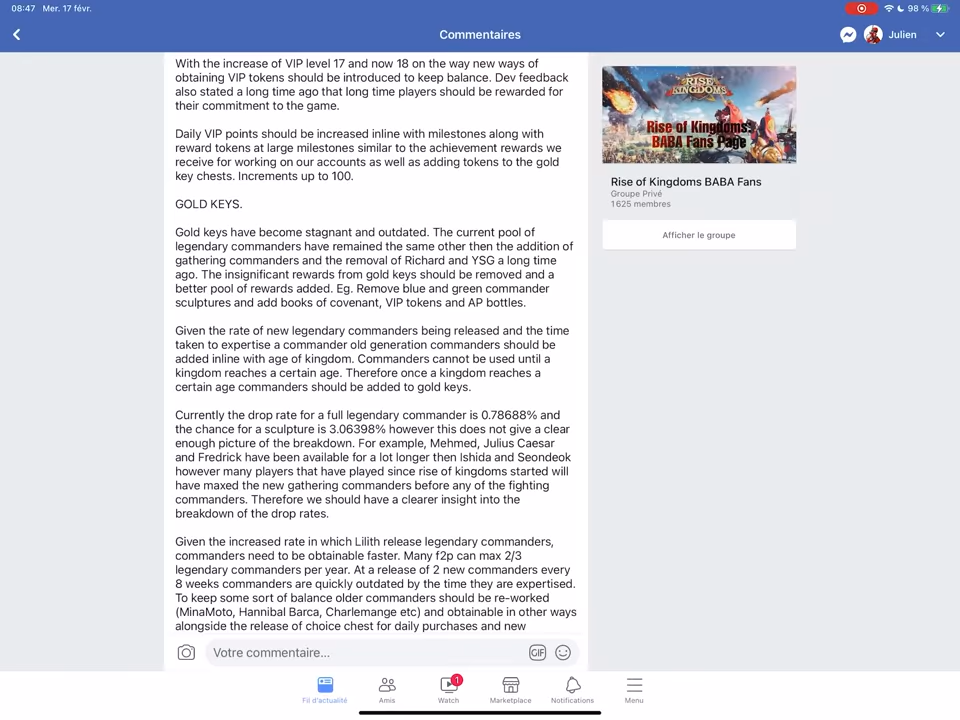 08:47 Mer. 17 févr.
98 %
Commentaires
Julien
With the increase of VIP level 17 and now 18 on the way new ways of
obtaining VIP tokens should be introduced to keep balance. Dev feedback
also stated a long time ago that long time players should be rewarded for
their commitment to the game.
Daily VIP points should be increased inline with milestones along with
reward tokens at large milestones similar to the achievement rewards we
receive for working on our accounts as well as adding tokens to the gold
key chests. Increments up to 100.
GOLD KEYS.
Gold keys have become stagnant and outdated. The current pool of
legendary commanders have remained the same other then the addition of
gathering commanders and the removal of Richard and YSG a long time
ago. The insignificant rewards from gold keys should be removed and a
better pool of rewards added. Eg. Remove blue and green commander
sculptures and add books of covenant, VIP tokens and AP bottles.
Given the rate of new legendary commanders being released and the time
taken to expertise a commander old generation commanders should be
added inline with age of kingdom. Commanders cannot be used until a
kingdom reaches a certain age. Therefore once a kingdom reaches a
certain age commanders should be added to gold keys.
Currently the drop rate for a full legendary commander is 0.78688% and
the chance for a sculpture is 3.06398% however this does not give a clear
enough picture of the breakdown. For example, Mehmed, Julius Caesar
and Fredrick have been available for a lot longer then Ishida and Seondeok
however many players that have played since rise of kingdoms started will
have maxed the new gathering commanders before any of the fighting
commanders. Therefore we should have a clearer insight into the
breakdown of the drop rates.
Given the increased rate in which Lilith release legendary commanders,
commanders need to be obtainable faster. Many f2p can max 2/3
legendary commanders per year. At a release of 2 new commanders every
8 weeks commanders are quickly outdated by the time they are expertised.
To keep some sort of balance older commanders should be re-worked
(MinaMoto, Hannibal Barca, Charlemange etc) and obtainable in other ways
alongside the release of choice chest for daily purchases and new
RISE OF
KINGDOMS
Rise of Kingdoms:
BABA Fans Page
Rise of Kingdoms BABA Fans
Groupe Privé
1 625 membres
Afficher le groupe
Votre commentaire...
GIF
1
Fil d'actualité
Amis
Watch
Marketplace
Notifications
Menu